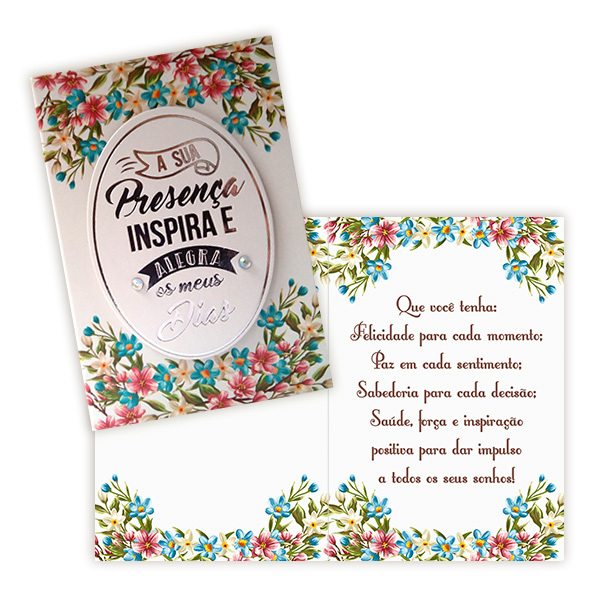 A SUA
Presença
INSPIRA E
ALEGRA
os meus
Dias
Que você tenha:
Felicidade para cada momento;
Paz em cada sentimento;
Sabedoria para cada decisão;
Saúde, força e inspiração
positiva para dar impulso
a todos os seus sonhos!